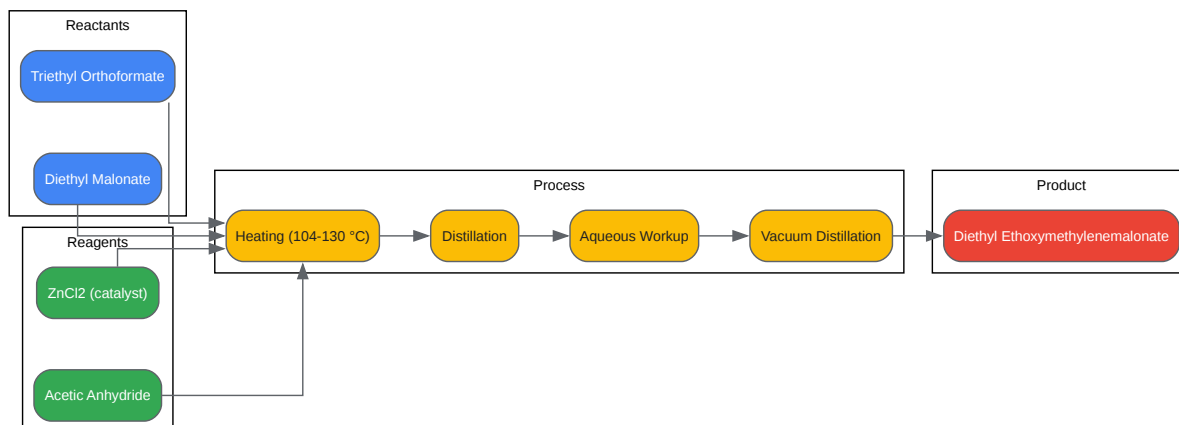 Reactants
Triethyl Orthoformate
Diethyl Malonate
Reagents
ZnCl2 (catalyst)
Acetic Anhydride
Process
Heating (104-130 °C)
Distillation
Aqueous Workup
Vacuum Distillation
Product
Diethyl Ethoxymethylenemalonate